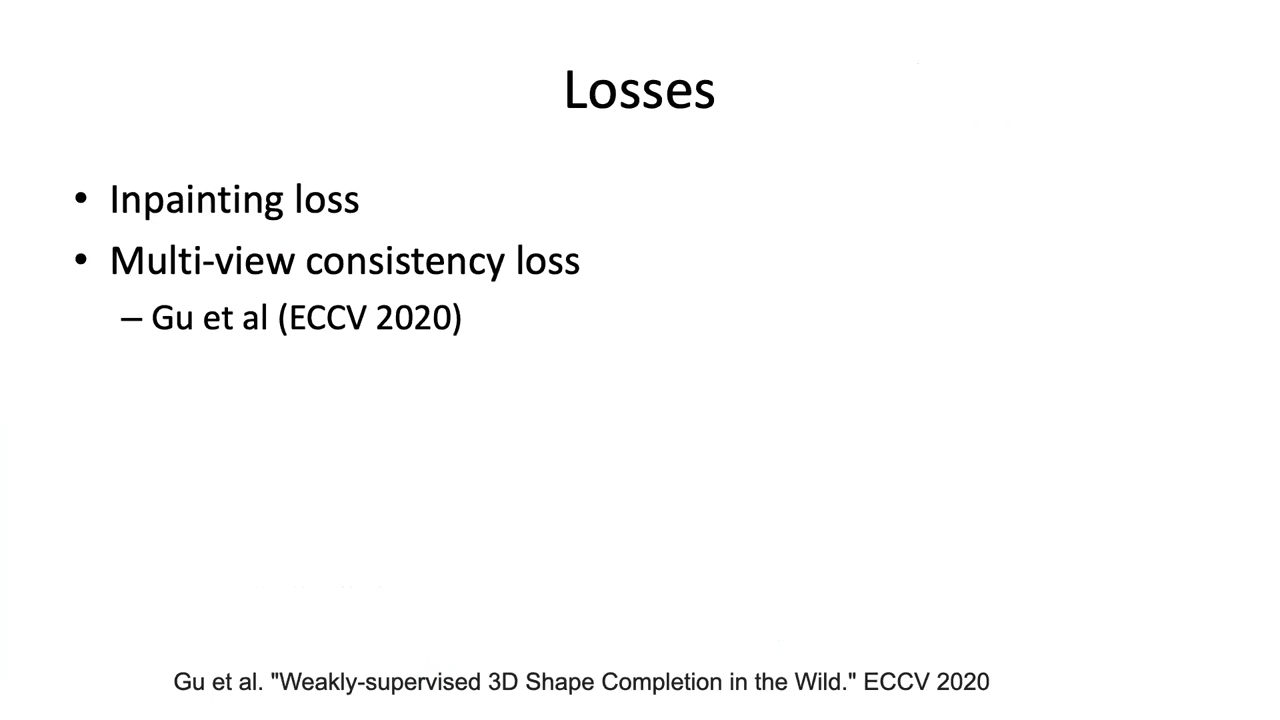 Losses
• Inpainting loss
• Multi-view consistency loss
– Gu et al (ECCV 2020)
Gu et al. "Weakly-supervised 3D Shape Completion in the Wild." ECCV 2020